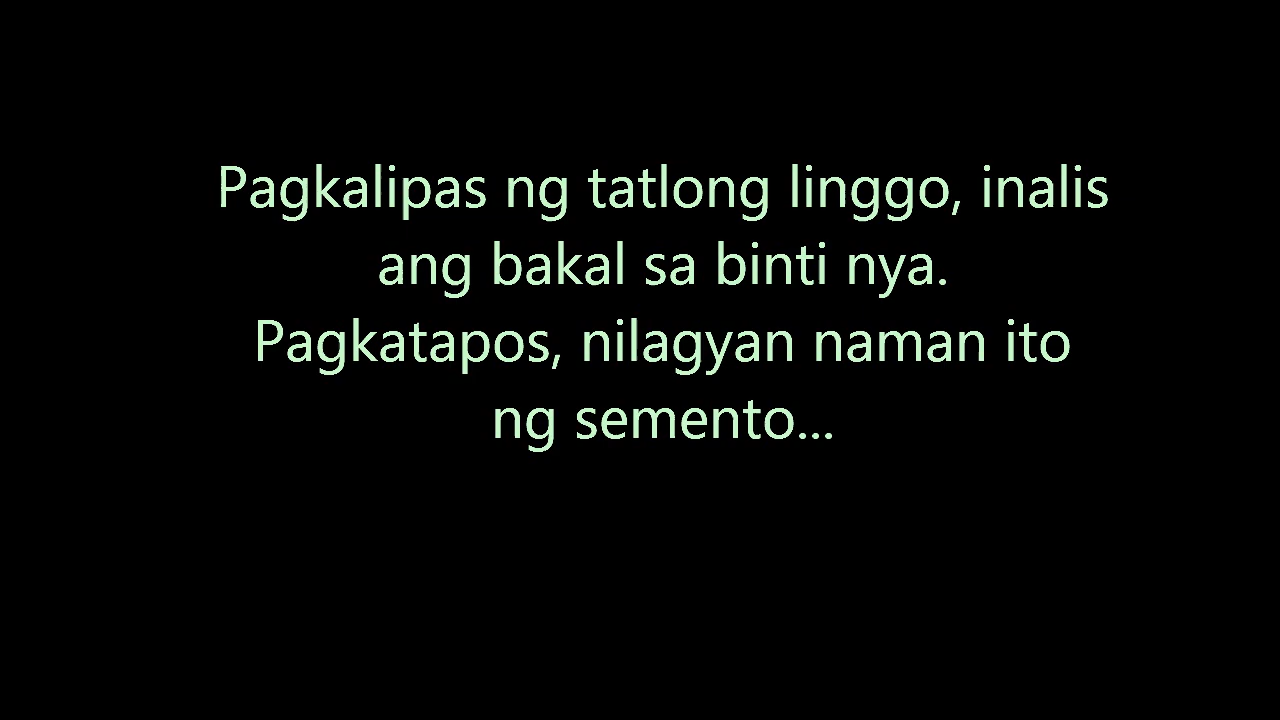 Pagkalipas ng tatlong linggo, inalis
ang bakal sa binti nya.
Pagkatapos, nilagyan naman ito
ng semento...